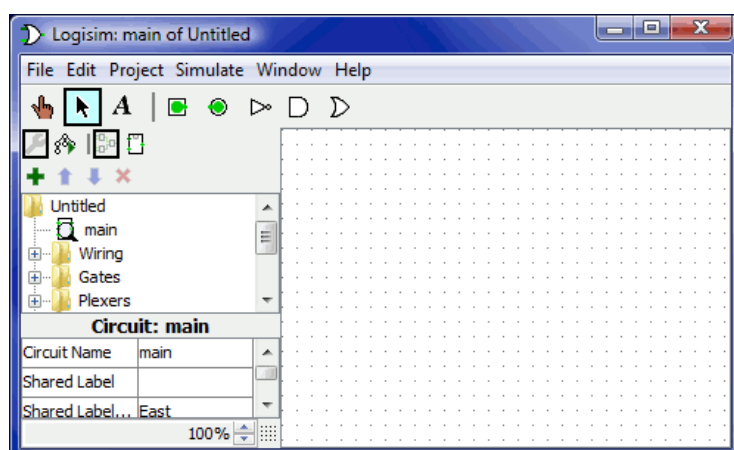 Logisim: main of Untitled
File Edit Project Simulate Window Help
A
Untitled
main
Wiring
Gates
Plexers
Circuit: main
Circuit Name main
Shared Label
Shared Label... East
100%